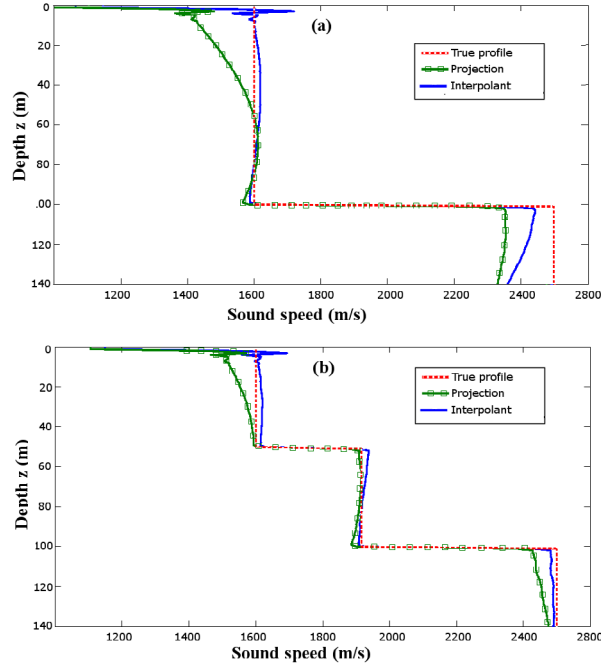 (a)
True profile
Projection
Interpolant
Depth z (m)
0
20
40
60
80
.00
120
140
1200 1400 1600 1800 2000 2200 2400 2600 2800
Sound speed (m/s)
(b)
True profile
Projection
Interpolant
Depth z (m)
0
20
40
60
80
100
120
140
1200 1400 1600 1800 2000 2200 2400 2600 2800
Sound speed (m/s)